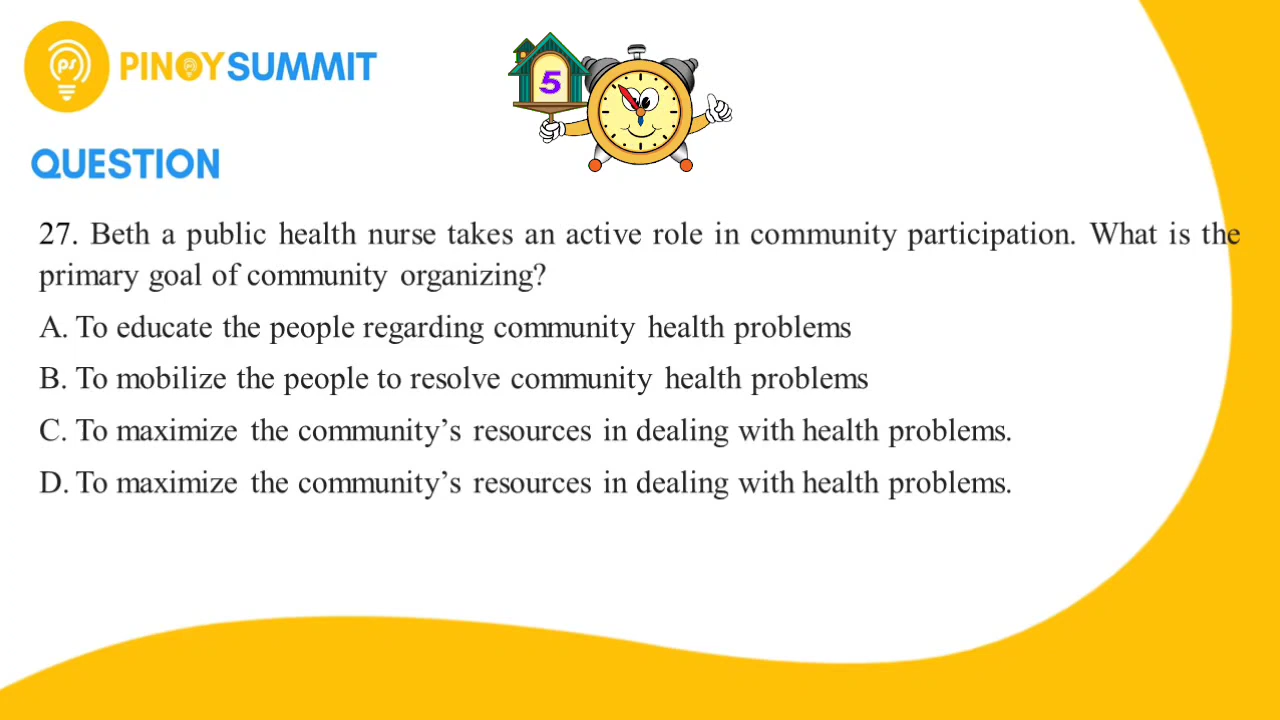 PINOYSUMMIT
5
QUESTION
27. Beth a public health nurse takes an active role in community participation. What is the
primary goal of community organizing?
A. To educate the people regarding community health problems
B. To mobilize the people to resolve community health problems
C. To maximize the community’s resources in dealing with health problems.
D. To maximize the community’s resources in dealing with health problems.